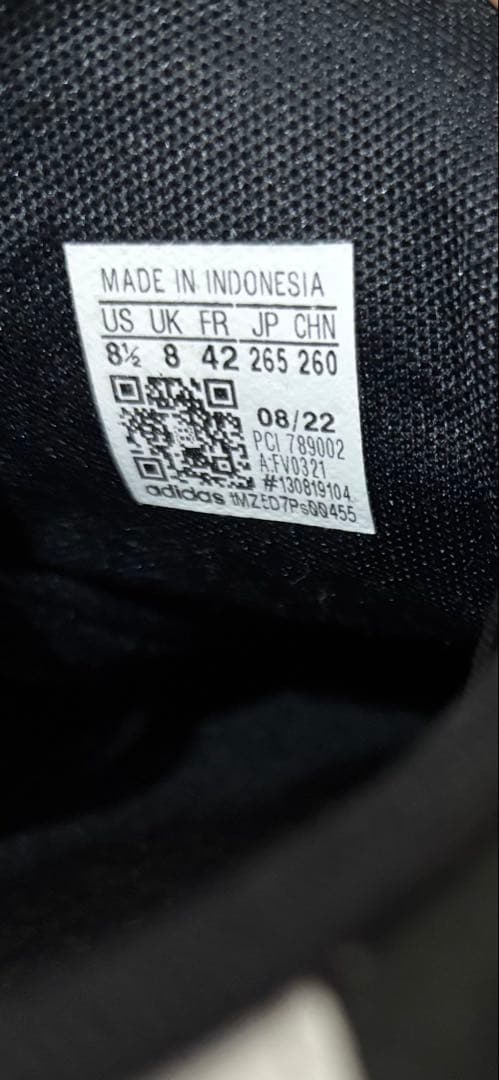 MADE IN INDONESIA
US UK FR JP CHN
8½ 8 42 265 260
08/22
PCI 789002
A:FV0321
#130819104
adidas tMZED7Ps00455